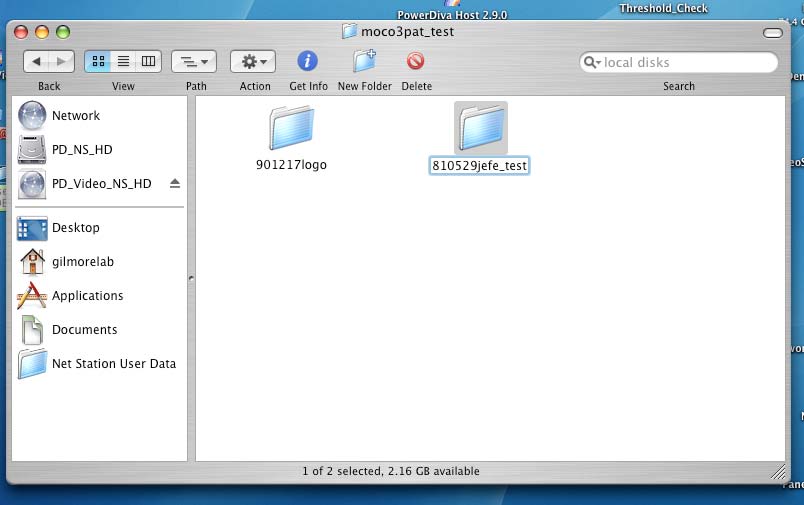 PowerDiva Host 2.9.0
Threshold_Check
moco3pat_test
local disks
Back
View
Path
Action
Get Info
New Folder
Delete
Search
Network
PD_NS_HD
PD_Video_NS_HD
Desktop
gilmorelab
Applications
Documents
Net Station User Data
901217logo
810529jefe_test
1 of 2 selected, 2.16 GB available